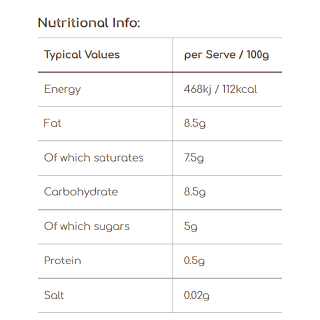 Nutritional Info:
Typical Values per Serve / 100g
Energy 468kj / 112kcal
Fat 8.5g
Of which saturates 7.5g
Carbohydrate 8.5g
Of which sugars 5g
Protein 0.5g
Salt 0.02g